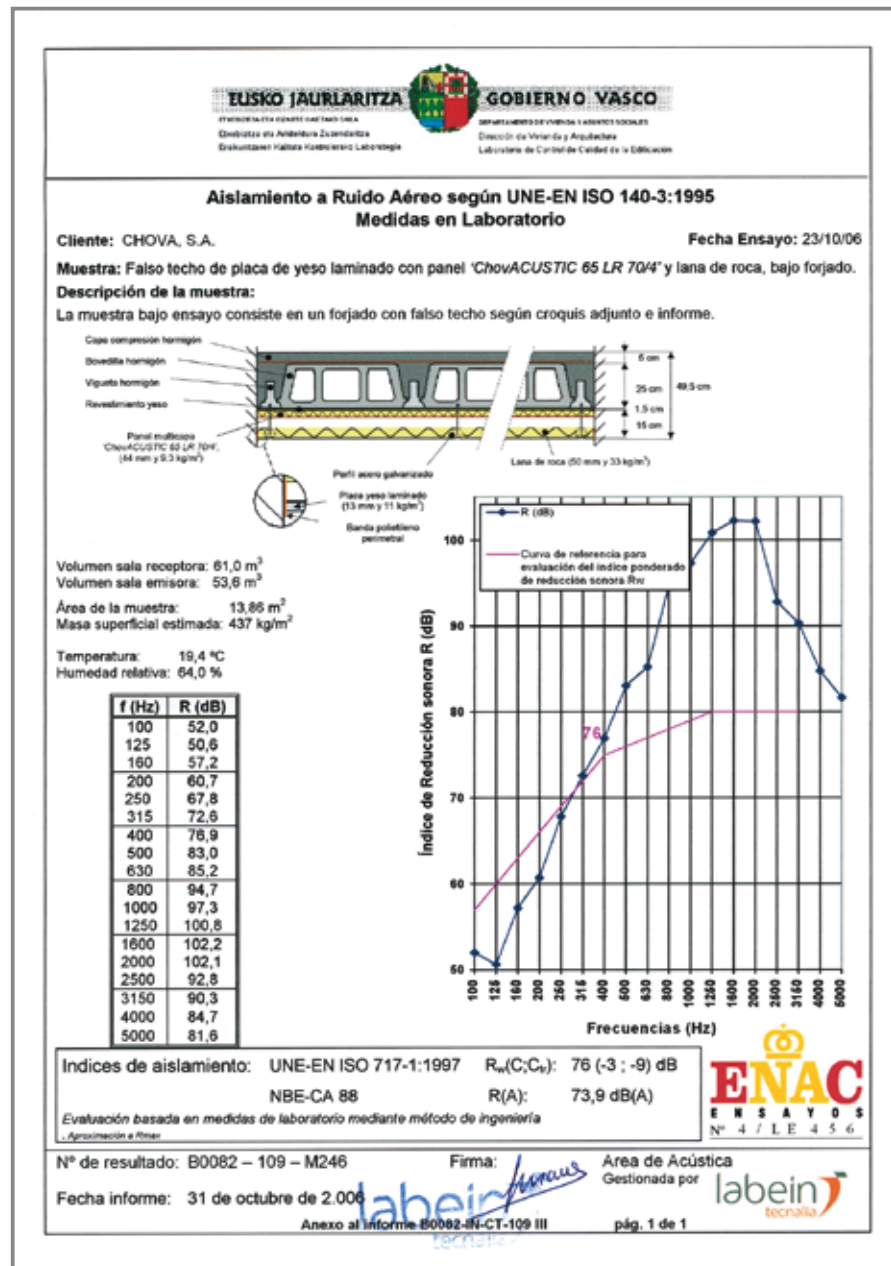 EUSKO JAURLARITZA
GOBIERNO VASCO
DEPARTAMENTO DE VIVIENDA Y ASUNTOS SOCIALES
Dirección de Vivienda y Arquitectura
Laboratorio de Control de Calidad de la Edificación
Aislamiento a Ruido Aéreo según UNE-EN ISO 140-3:1995
Medidas en Laboratorio
Cliente: CHOVA, S.A.
Fecha Ensayo: 23/10/06
Muestra: Falso techo de placa de yeso laminado con panel 'ChovACUSTIC 65 LR 70/4' y lana de roca, bajo forjado.
Descripción de la muestra:
La muestra bajo ensayo consiste en un forjado con falso techo según croquis adjunto e informe.
Capa compresión hormigón
Bovedilla hormigón
Vigueta hormigón
Revestimiento yeso
Panel multicapa
'ChovACUSTIC 65 LR 70/4',
(44 mm y 9.3 kg/m²)
5 cm
25 cm
1.5 cm
15 cm
49,5 cm
Perfil acero galvanizado
Placa yeso laminado
(13 mm y 11 kg/m²)
Banda polietileno
perimetral
Lana de roca (50 mm y 33 kg/m³)
Volumen sala receptora: 61,0 m³
Volumen sala emisora: 53,6 m³
Área de la muestra: 13,86 m²
Masa superficial estimada: 437 kg/m²
Temperatura: 19,4 ºC
Humedad relativa: 64,0 %
f (Hz) R (dB)
100 52,0
125 50,6
160 57,2
200 60,7
250 67,8
315 72,6
400 76,9
500 83,0
630 85,2
800 94,7
1000 97,3
1250 100,8
1600 102,2
2000 102,1
2500 92,8
3150 90,3
4000 84,7
5000 81,6
R (dB)
Curva de referencia para
evaluación del índice ponderado
de reducción sonora Rw
Índice de Reducción sonora R (dB)
100
90
80
70
60
50
76
100 125 160 200 250 315 400 500 630 800 1000 1250 1600 2000 2500 3150 4000 5000
Frecuencias (Hz)
Indices de aislamiento: UNE-EN ISO 717-1:1997 Rw(C;Ctr): 76 (-3 ; -9) dB
NBE-CA 88 R(A): 73,9 dB(A)
Evaluación basada en medidas de laboratorio mediante método de ingeniería
. Aproximación a Rmax
ENAC
ENSAYOS
Nº 4/LE456
Nº de resultado: B0082 – 109 – M246
Firma:
Area de Acústica
Gestionada por
labein
tecnalia
Fecha informe: 31 de octubre de 2.006
labein
tecnalia
Anexo al informe B0082-IN-CT-109 III
pág. 1 de 1